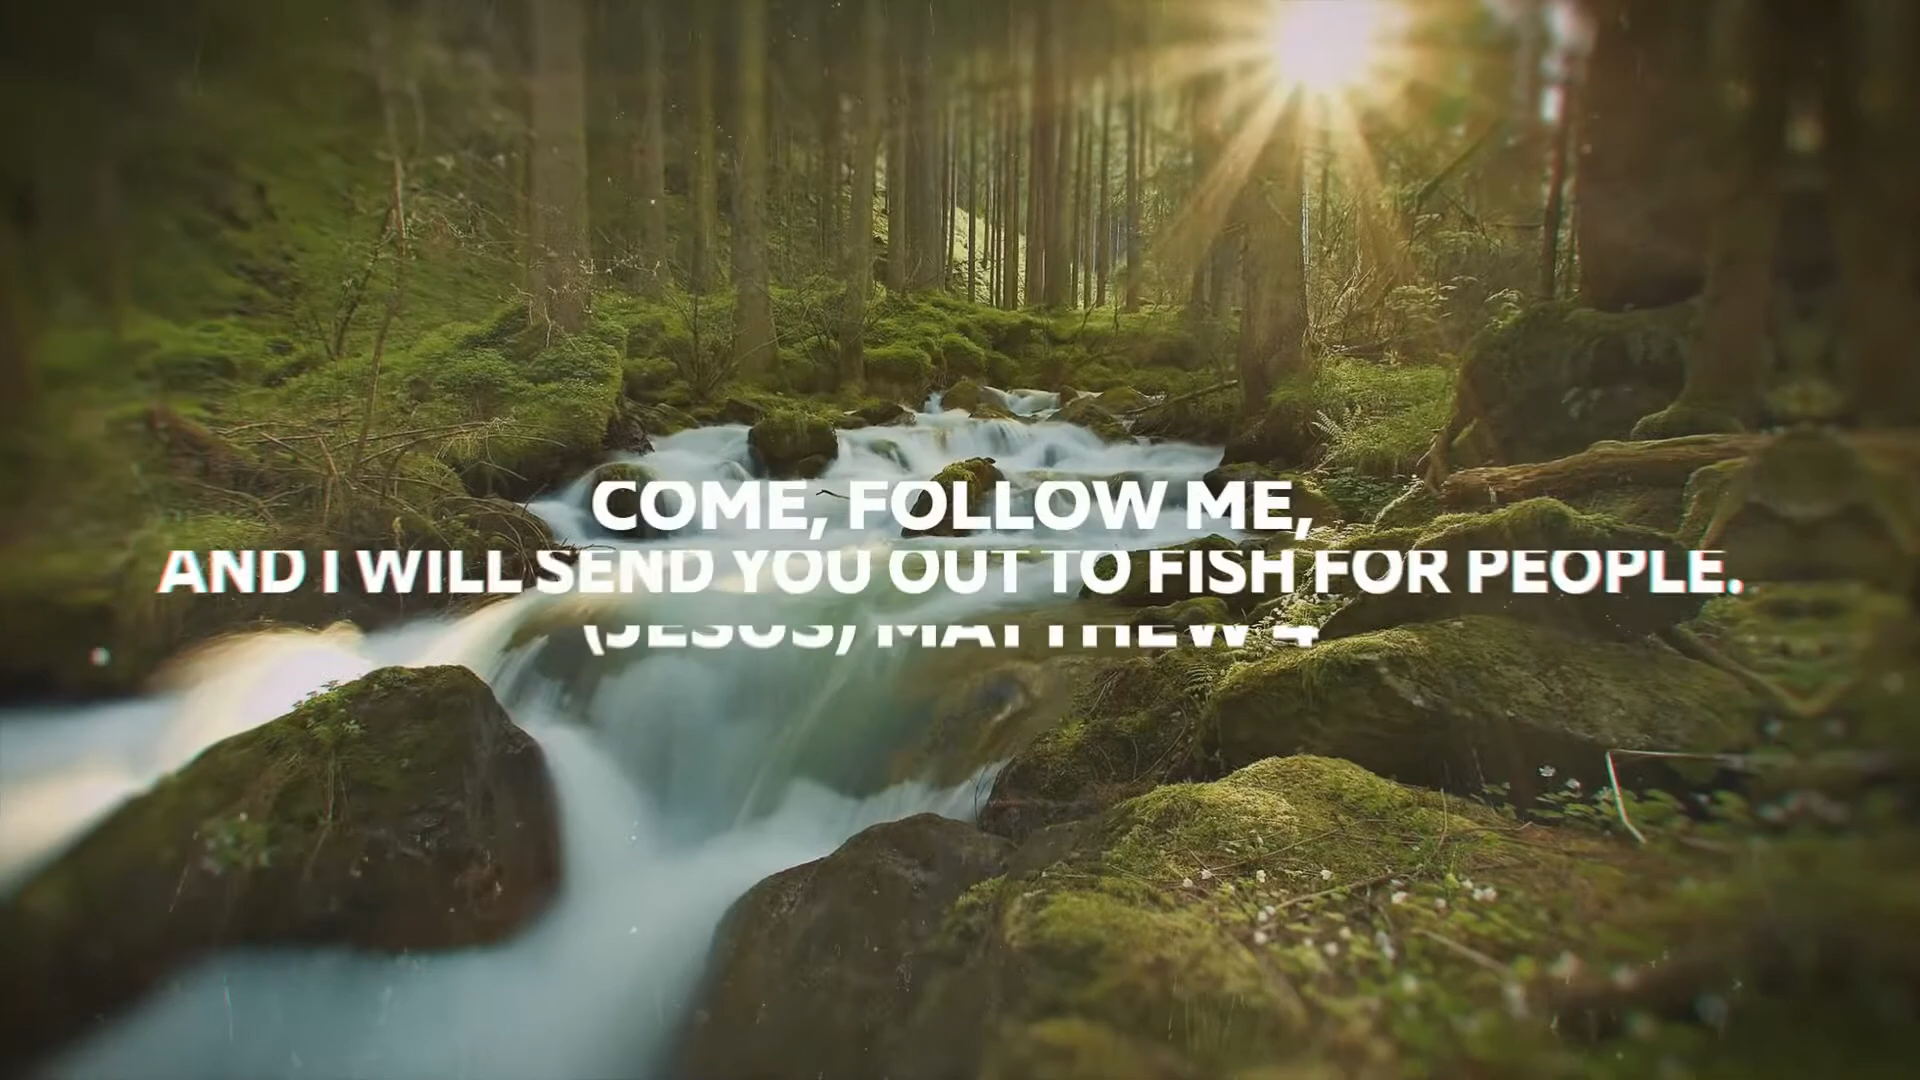 COME, FOLLOW ME,
AND I WILL SEND YOU OUT TO FISH FOR PEOPLE.
(JESUS) MATTHEW 4